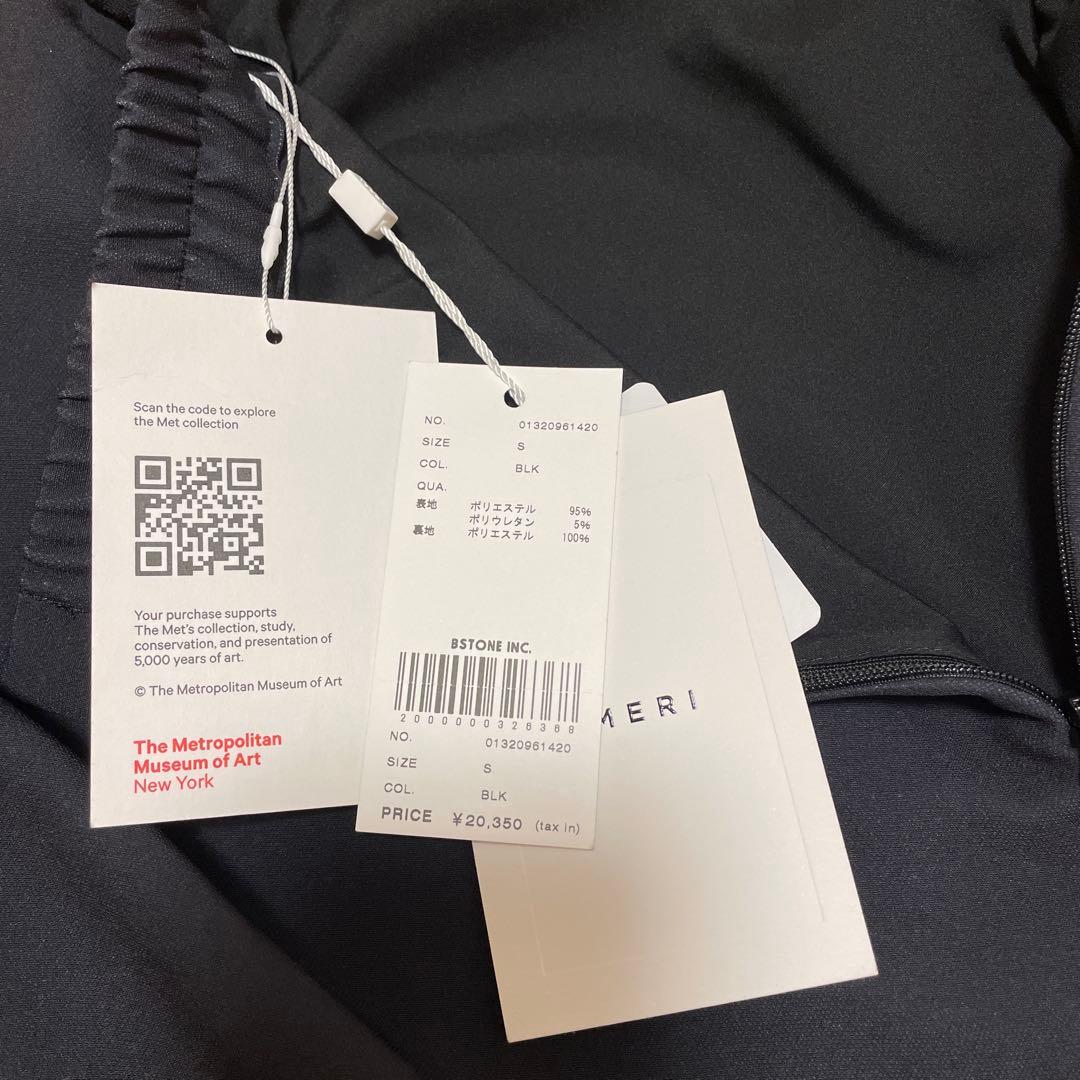 Scan the code to explore
the Met collection
Your purchase supports
The Met's collection, study,
conservation, and presentation of
5,000 years of art.
© The Metropolitan Museum of Art
The Metropolitan
Museum of Art
New York
NO. 01320961420
SIZE S
COL. BLK
QUA.
表地 ポリエステル 95%
ポリウレタン 5%
裏地 ポリエステル 100%
BSTONE INC.
NO. 01320961420
SIZE S
COL. BLK
PRICE ¥20,350 (tax in)
MERI